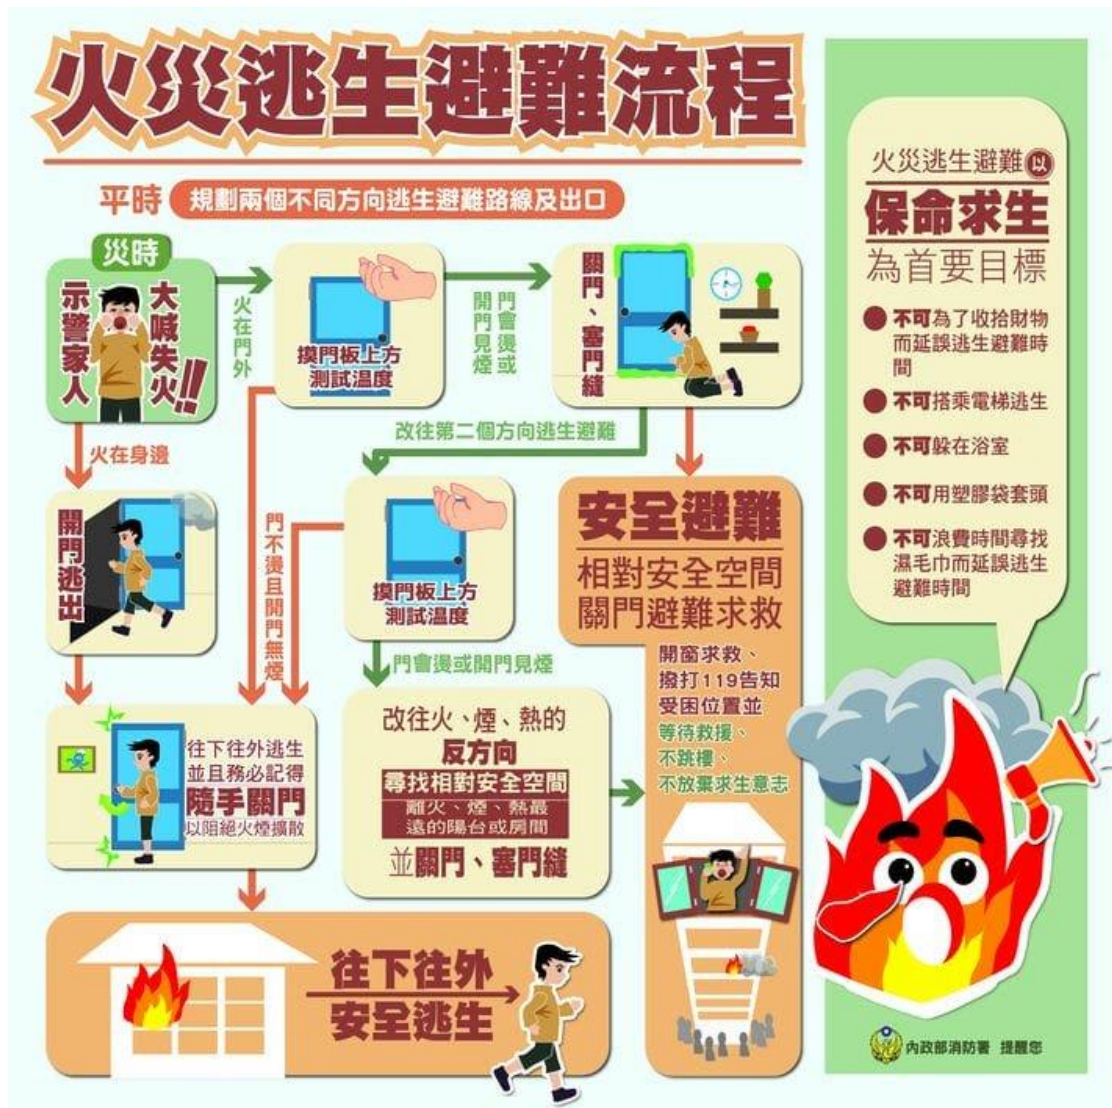 火災逃生避難流程
平時
規劃兩個不同方向逃生避難路線及出口
災時
大喊失火!!
示警家人
火在門外
摸門板上方
測試溫度
門會燙或
開門見煙
關門、塞門縫
改往第二個方向逃生避難
火在身邊
開門逃出
門不燙且開門無煙
摸門板上方
測試溫度
安全避難
相對安全空間
關門避難求救
開窗求救、
撥打119告知
受困位置並
等待救援、
不跳樓、
不放棄求生意志
門會燙或開門見煙
往下往外逃生
並且務必記得
隨手關門
以阻絕火煙擴散
改往火、煙、熱的
反方向
尋找相對安全空間
離火、煙、熱最
遠的陽台或房間
並關門、塞門縫
往下往外
安全逃生
火災逃生避難以
保命求生
為首要目標
不可為了收拾財物
而延誤逃生避難時
間
不可搭乘電梯逃生
不可躲在浴室
不可用塑膠袋套頭
不可浪費時間尋找
濕毛巾而延誤逃生
避難時間
內政部消防署 提醒您